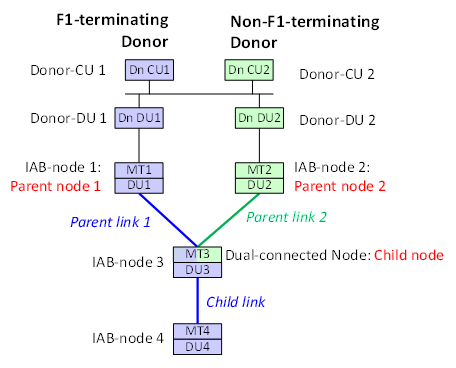 F1-terminating
Donor
Non-F1-terminating
Donor
Donor-CU 1
Dn CU1
Dn CU2
Donor-CU 2
Donor-DU 1
Dn DU1
Dn DU2
Donor-DU 2
IAB-node 1:
Parent node 1
MT1
DU1
MT2
DU2
IAB-node 2:
Parent node 2
Parent link 1
Parent link 2
IAB-node 3
MT3
DU3
Dual-connected Node: Child node
Child link
IAB-node 4
MT4
DU4